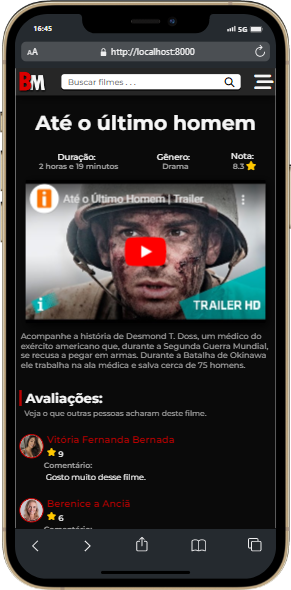 16:45
5G
AA
http://localhost:8000
BM
Buscar filmes . . .
Até o último homem
Duração:
2 horas e 19 minutos
Gênero:
Drama
Nota:
8.3
Até o Último Homem | Trailer
TRAILER HD
Acompanhe a história de Desmond T. Doss, um médico do
exército americano que, durante a Segunda Guerra Mundial,
se recusa a pegar em armas. Durante a Batalha de Okinawa
ele trabalha na ala médica e salva cerca de 75 homens.
Avaliações:
Veja o que outras pessoas acharam deste filme.
Vitória Fernanda Bernada
9
Comentário:
Gosto muito desse filme.
Berenice a Anciã
6
Comentário: